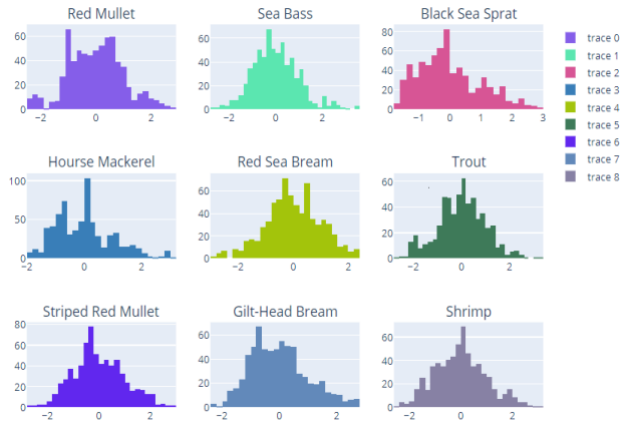 Red Mullet Sea Bass Black Sea Sprat
60
40
20
0
−2 0 2
60
40
20
0
−2 0 2
80
60
40
20
0
−1 0 1 2 3
trace 0
trace 1
trace 2
trace 3
trace 4
trace 5
trace 6
trace 7
trace 8
Hourse Mackerel Red Sea Bream Trout
100
50
0
−2 0 2
60
40
20
0
−2 0 2
60
40
20
0
−2 0 2
Striped Red Mullet Gilt-Head Bream Shrimp
80
60
40
20
0
−2 0 2
60
40
20
0
−2 0 2
60
40
20
0
−2 0 2